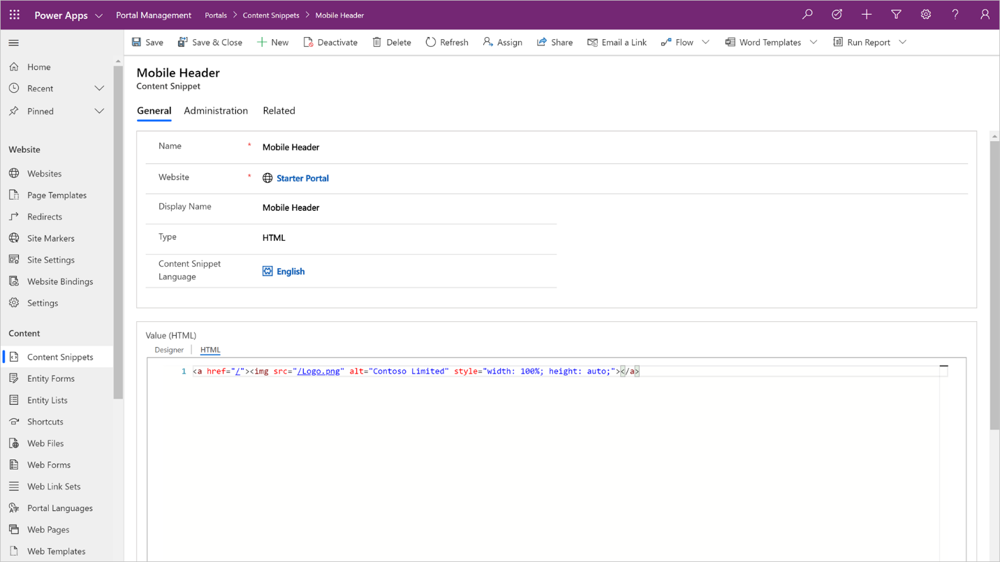 Power Apps Portal Management Portals Content Snippets Mobile Header
Save Save & Close New Deactivate Delete Refresh Assign Share Email a Link Flow Word Templates Run Report
Home
Recent
Pinned
Website
Websites
Page Templates
Redirects
Site Markers
Site Settings
Website Bindings
Settings
Content
Content Snippets
Entity Forms
Entity Lists
Shortcuts
Web Files
Web Forms
Web Link Sets
Portal Languages
Web Pages
Web Templates
Mobile Header
Content Snippet
General Administration Related
Name * Mobile Header
Website * Starter Portal
Display Name Mobile Header
Type HTML
Content Snippet
Language
English
Value (HTML)
Designer HTML
1 <a href="/"><img src="/Logo.png" alt="Contoso Limited" style="width: 100%; height: auto;"></a>